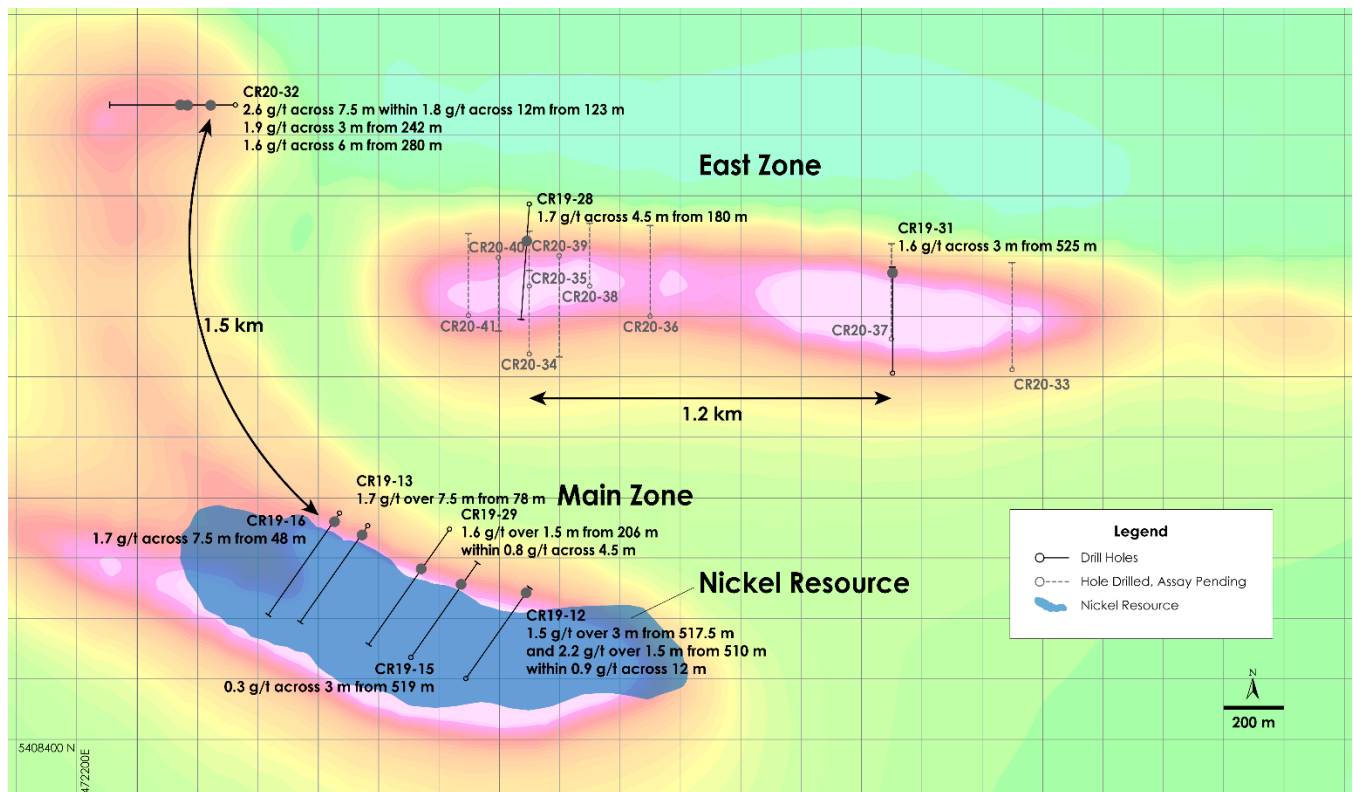 CR20-32
2.6 g/t across 7.5 m within 1.8 g/t across 12m from 123 m
1.9 g/t across 3 m from 242 m
1.6 g/t across 6 m from 280 m
East Zone
CR19-28
1.7 g/t across 4.5 m from 180 m
CR19-31
1.6 g/t across 3 m from 525 m
CR20-40
CR20-39
CR20-35
CR20-38
CR20-41
CR20-36
CR20-37
CR20-34
CR20-33
1.5 km
1.2 km
CR19-13
1.7 g/t over 7.5 m from 78 m
Main Zone
CR19-16
1.7 g/t across 7.5 m from 48 m
CR19-29
1.6 g/t over 1.5 m from 206 m
within 0.8 g/t across 4.5 m
Nickel Resource
CR19-12
1.5 g/t over 3 m from 517.5 m
and 2.2 g/t over 1.5 m from 510 m
within 0.9 g/t across 12 m
CR19-15
0.3 g/t across 3 m from 519 m
Legend
Drill Holes
Hole Drilled, Assay Pending
Nickel Resource
N
200 m
5408400 N
472200E